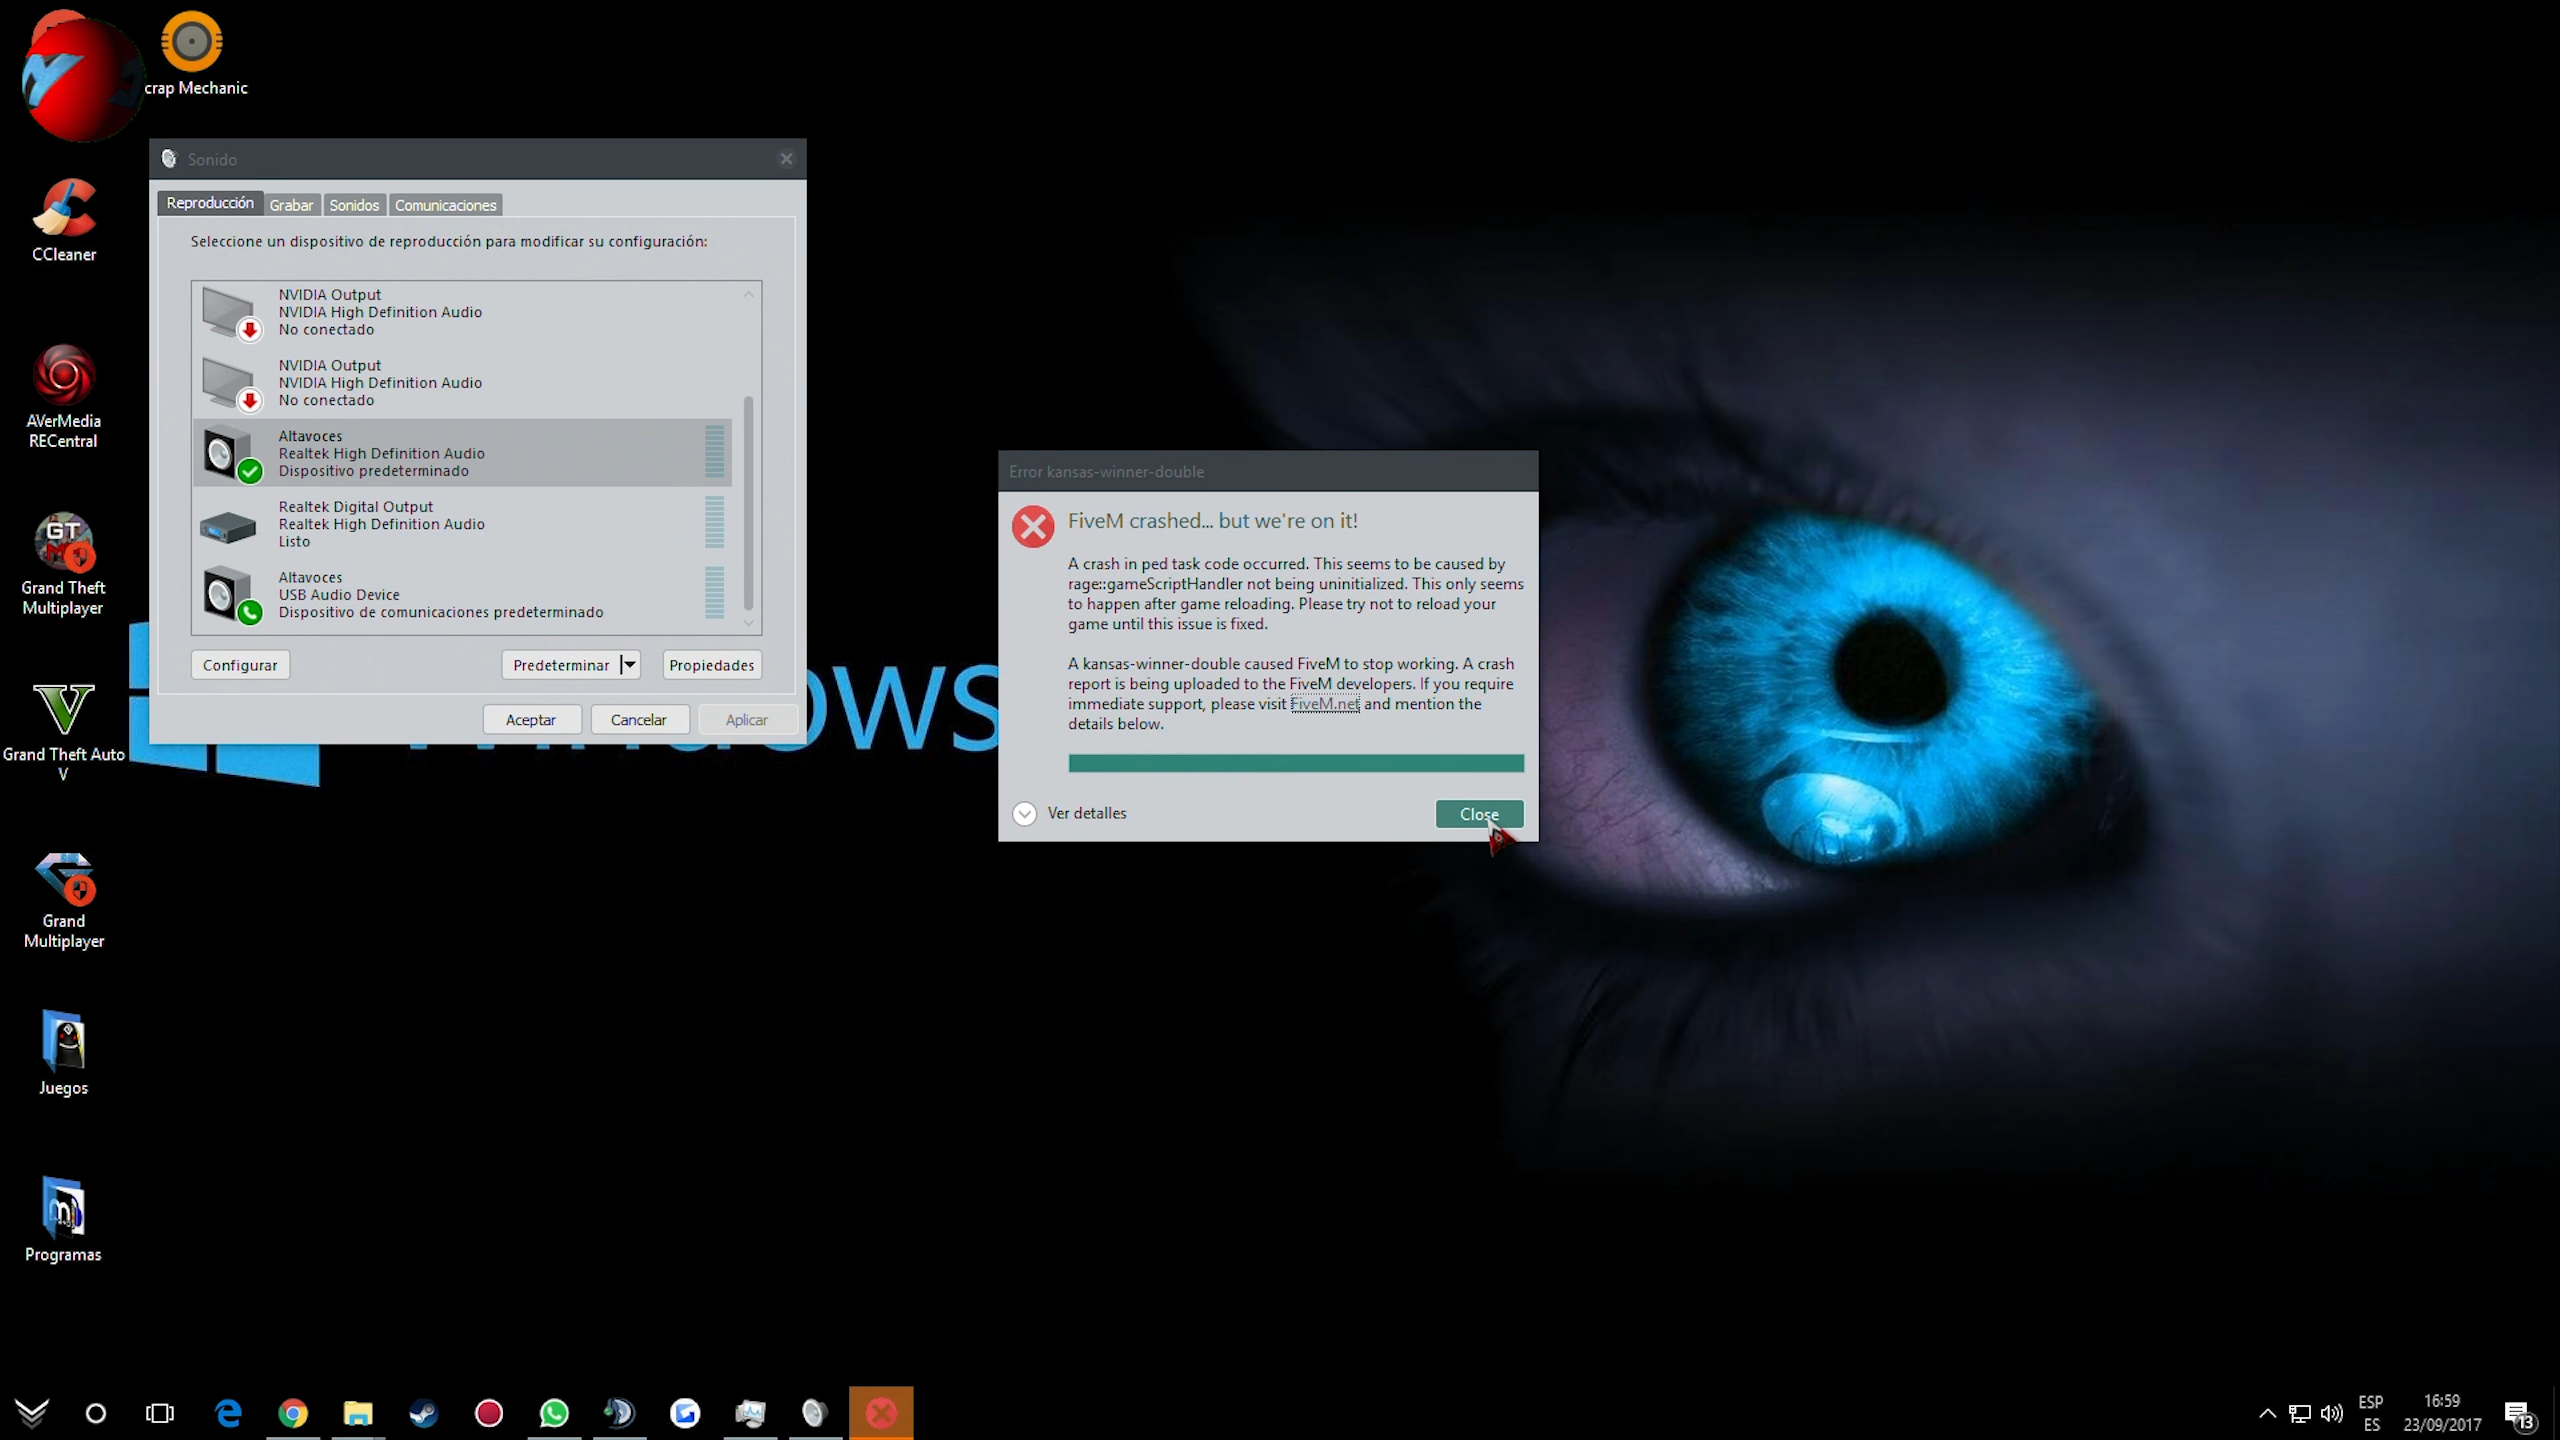 crap Mechanic
CCleaner
AVerMedia
RECentral
GT
Grand Theft
Multiplayer
Grand Theft Auto
V
Grand
Multiplayer
Juegos
Programas
Sonido
Reproducción
Grabar
Sonidos
Comunicaciones
Seleccione un dispositivo de reproducción para modificar su configuración:
NVIDIA Output
NVIDIA High Definition Audio
No conectado
NVIDIA Output
NVIDIA High Definition Audio
No conectado
Altavoces
Realtek High Definition Audio
Dispositivo predeterminado
Realtek Digital Output
Realtek High Definition Audio
Listo
Altavoces
USB Audio Device
Dispositivo de comunicaciones predeterminado
Configurar
Predeterminar
Propiedades
Aceptar
Cancelar
Aplicar
Error kansas-winner-double
FiveM crashed... but we're on it!
A crash in ped task code occurred. This seems to be caused by
rage::gameScriptHandler not being uninitialized. This only seems
to happen after game reloading. Please try not to reload your
game until this issue is fixed.
A kansas-winner-double caused FiveM to stop working. A crash
report is being uploaded to the FiveM developers. If you require
immediate support, please visit FiveM.net and mention the
details below.
Ver detalles
Close
ESP
ES
16:59
23/09/2017
13